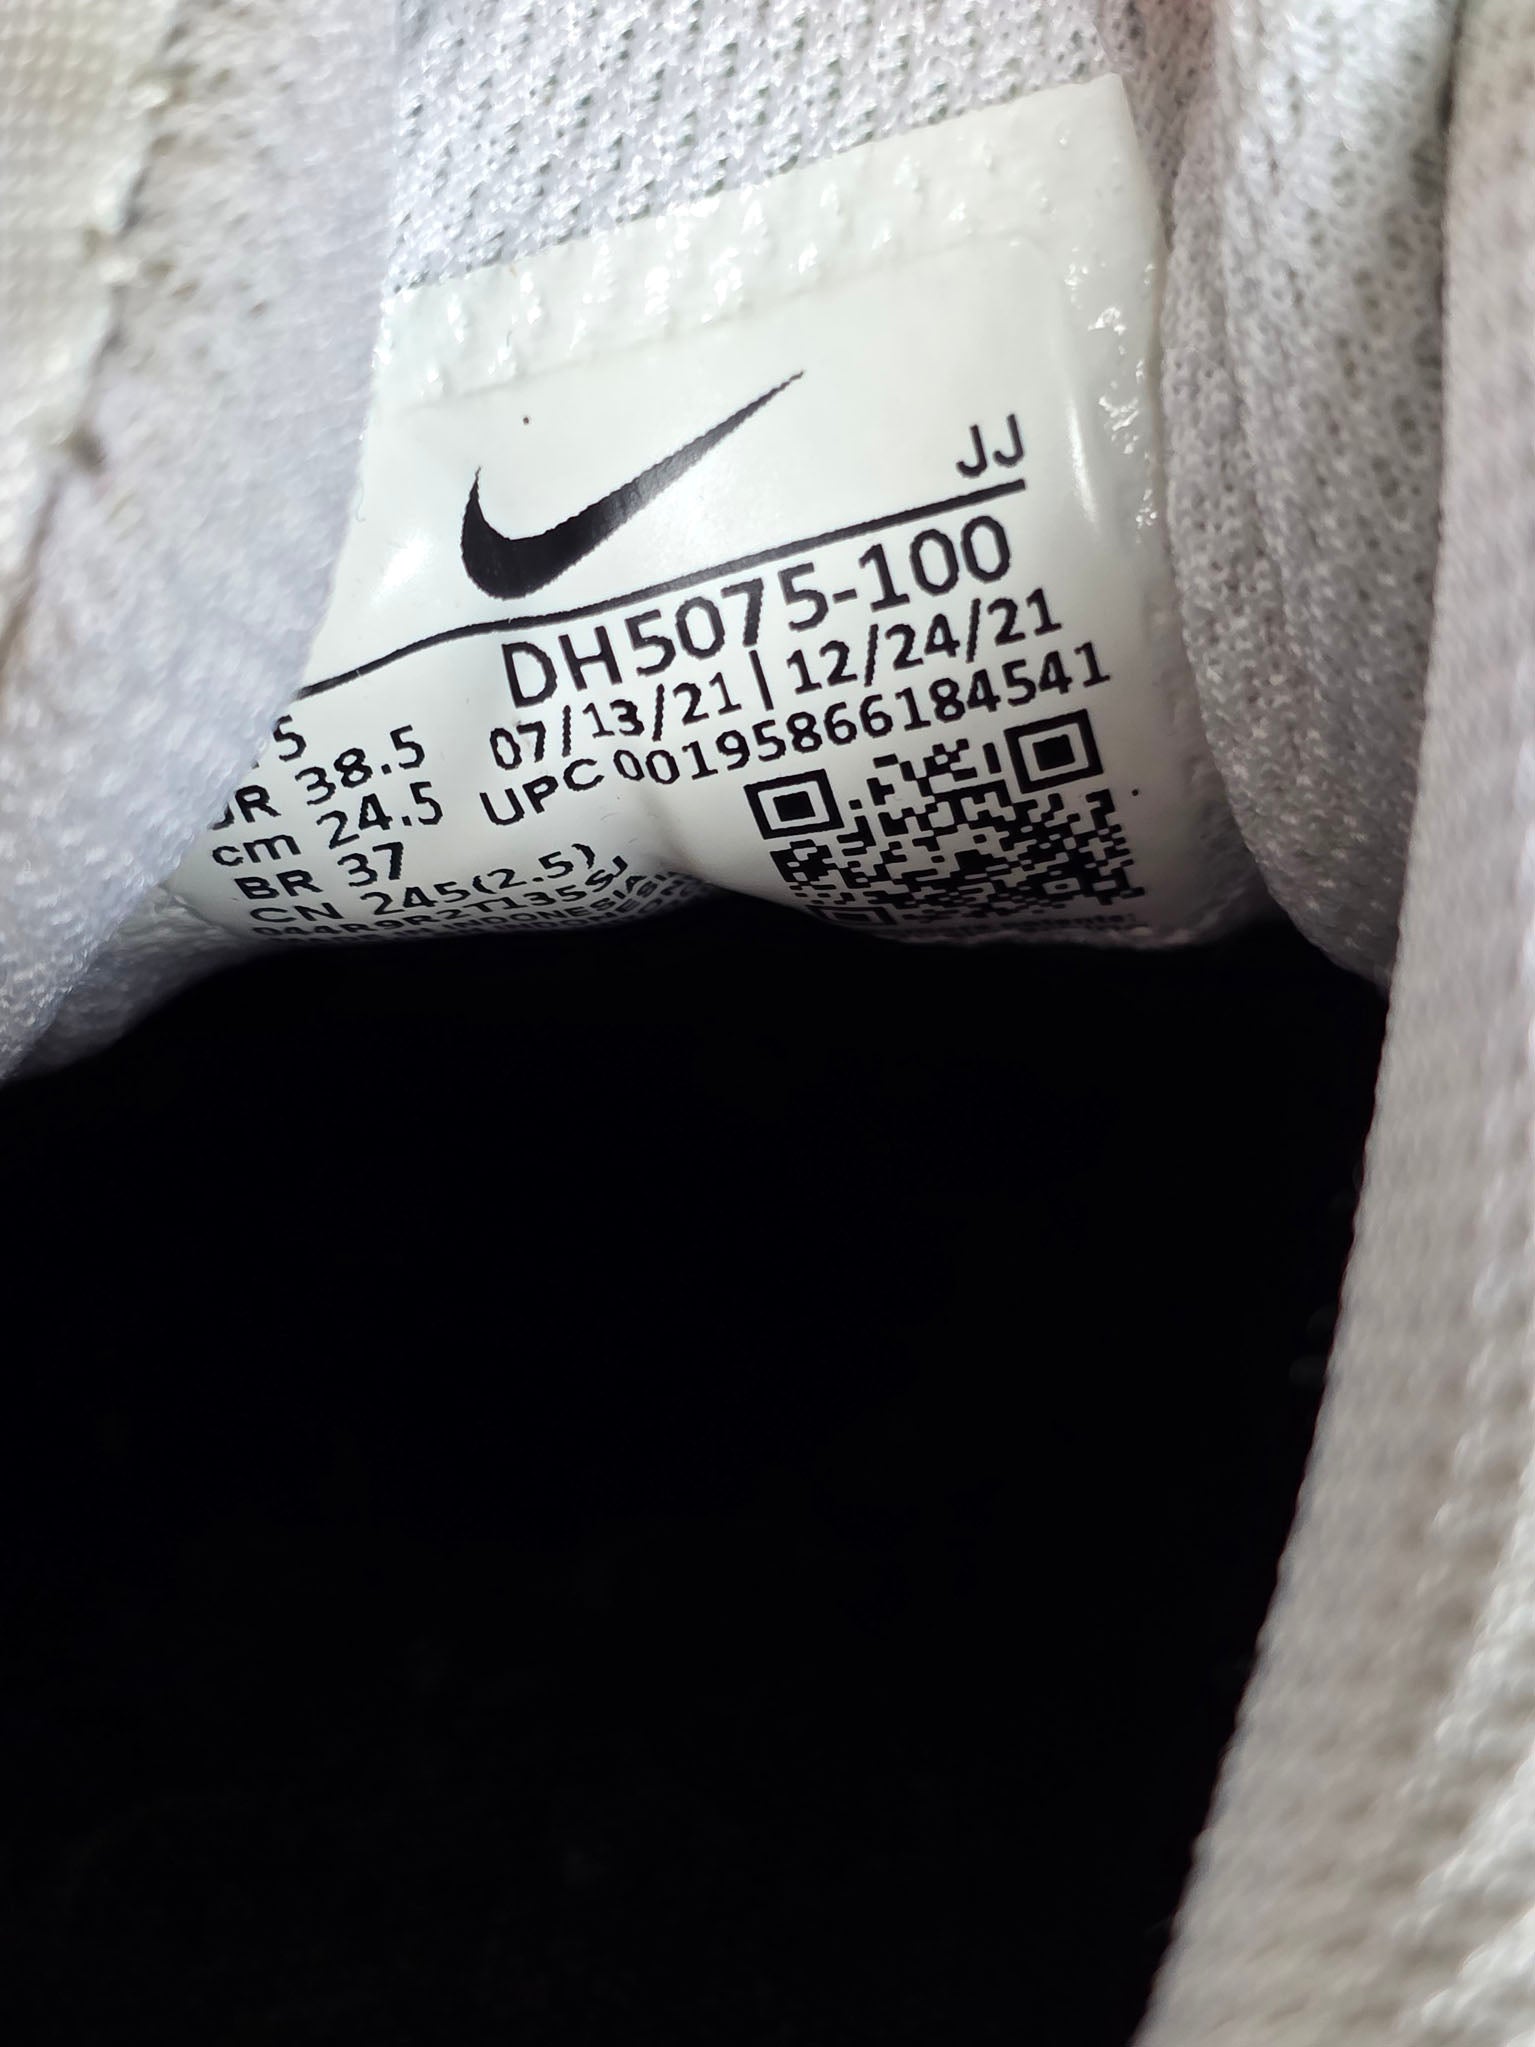 JJ
DH5075-100
07/13/21 | 12/24/21
UPC 00195866184541
38.5
cm 24.5
BR 37
CN 245(2.5)